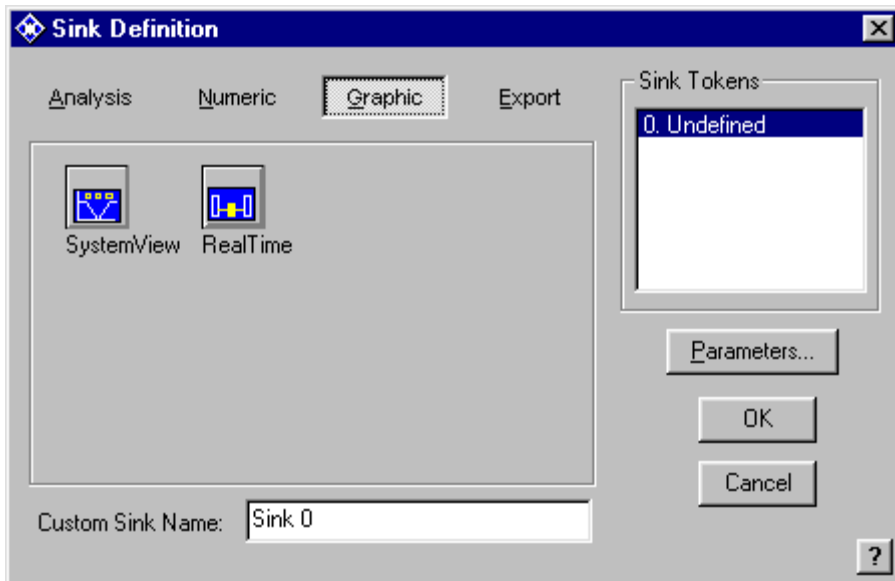 Sink Definition
Analysis Numeric Graphic Export
Sink Tokens
0. Undefined
SystemView RealTime
Parameters...
OK
Cancel
Custom Sink Name: Sink 0
?